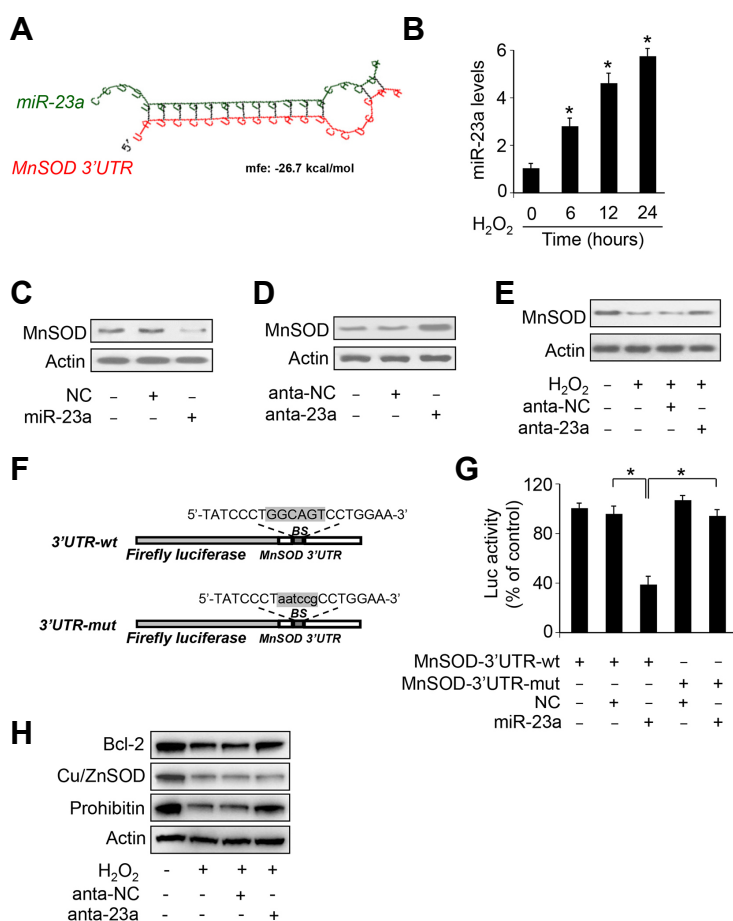 A
miR-23a
5'
MnSOD 3'UTR
mfe: -26.7 kcal/mol
B
miR-23a levels
6
4
2
0
* * *
H2O2 0 6 12 24
Time (hours)
C
MnSOD
Actin
NC – + –
miR-23a – – +
D
MnSOD
Actin
anta-NC – + –
anta-23a – – +
E
MnSOD
Actin
H2O2 – + + +
anta-NC – – + –
anta-23a – – – +
F
5'-TATCCCTGGCAGTCCTGGAA-3'
BS
3'UTR-wt
Firefly luciferase MnSOD 3'UTR
5'-TATCCCTaatccgCCTGGAA-3'
BS
3'UTR-mut
Firefly luciferase MnSOD 3'UTR
G
Luc activity
(% of control)
120
80
40
0
* *
MnSOD-3'UTR-wt + + + – –
MnSOD-3'UTR-mut – – – + +
NC – + – + –
miR-23a – – + – +
H
Bcl-2
Cu/ZnSOD
Prohibitin
Actin
H2O2 - + + +
anta-NC - - + -
anta-23a - - - +